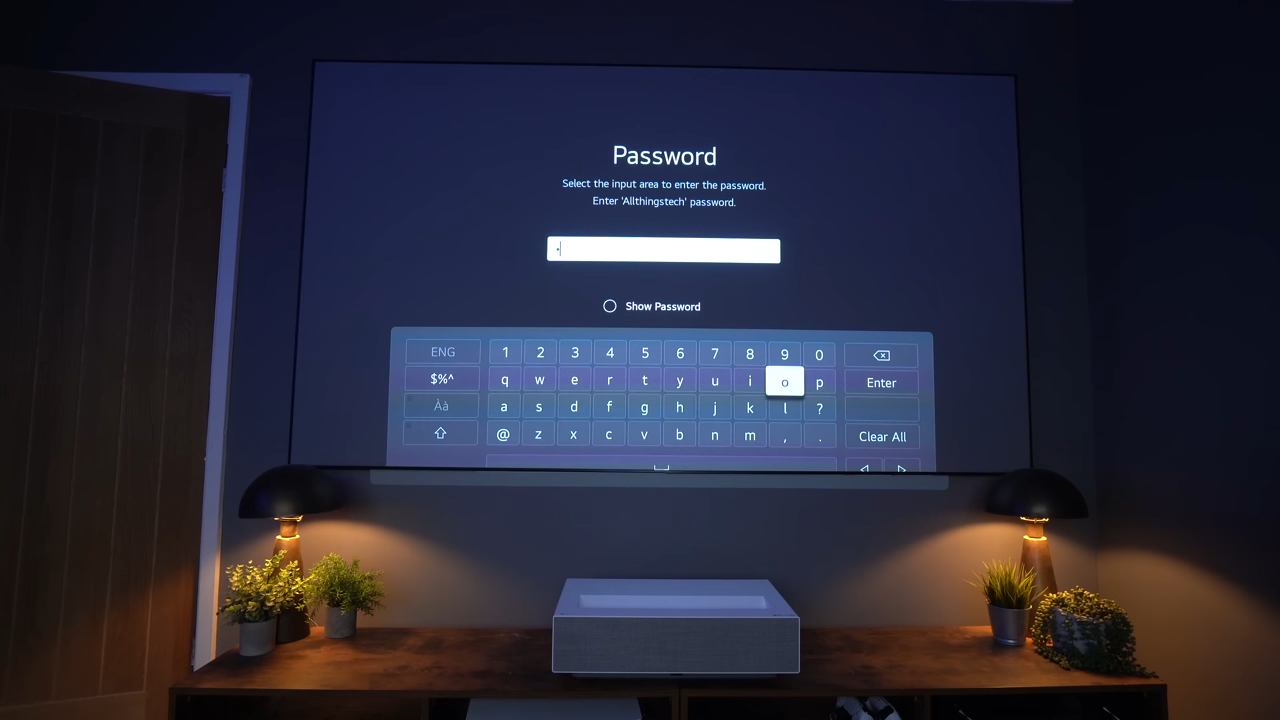 Password
Select the input area to enter the password.
Enter 'Allthingstech' password.
Show Password
ENG 1 2 3 4 5 6 7 8 9 0
$%^ q w e r t y u i o p Enter
Àà a s d f g h j k l ?
@ z x c v b n m , . Clear All